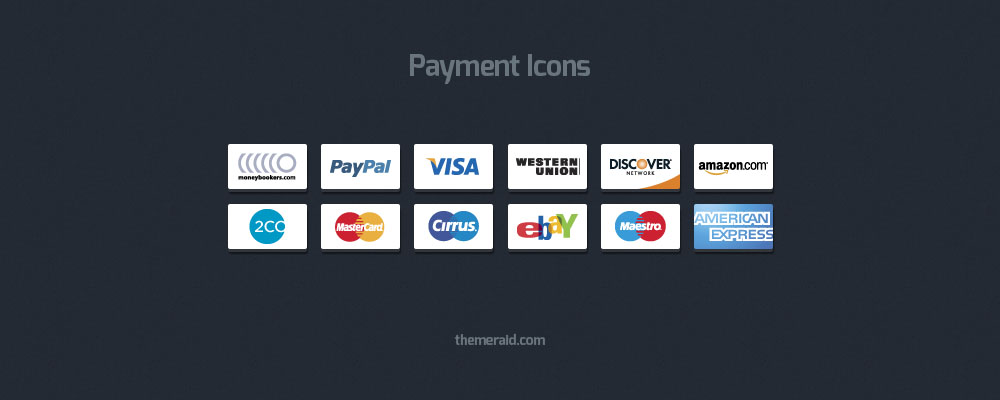 Payment Icons
moneybookers.com
PayPal
VISA
WESTERN
UNION
DISCOVER
NETWORK
amazon.com
2CO
MasterCard
Cirrus
ebaY
Maestro
AMERICAN
EXPRESS
themerald.com